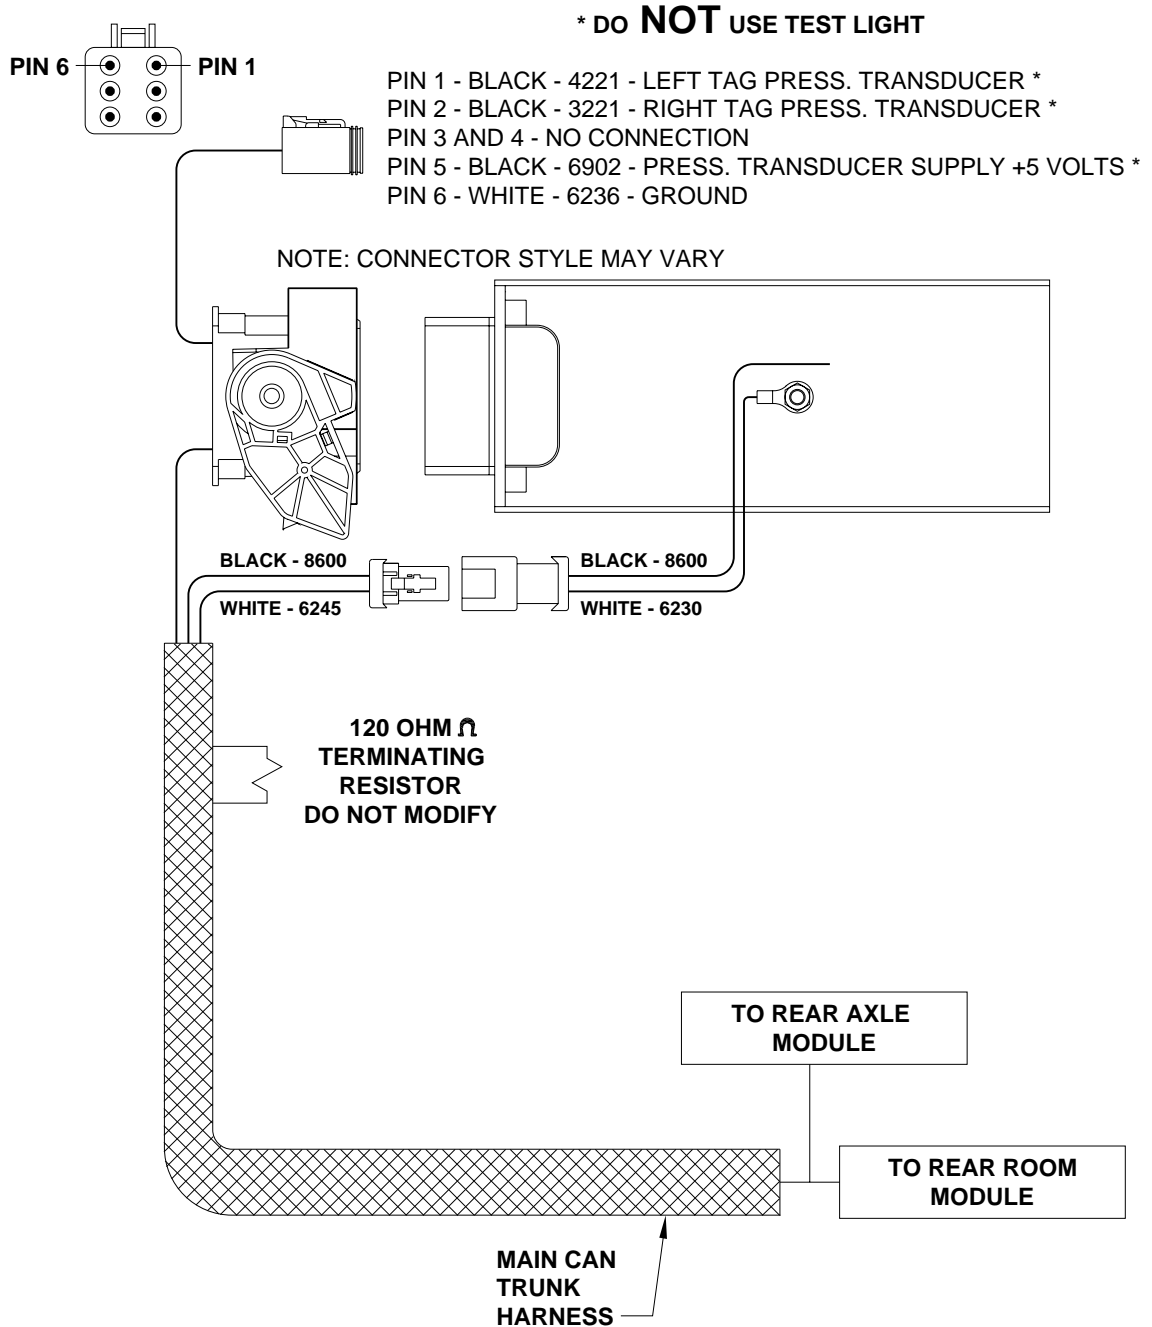 * DO NOT USE TEST LIGHT
PIN 6
PIN 1
PIN 1 - BLACK - 4221 - LEFT TAG PRESS. TRANSDUCER *
PIN 2 - BLACK - 3221 - RIGHT TAG PRESS. TRANSDUCER *
PIN 3 AND 4 - NO CONNECTION
PIN 5 - BLACK - 6902 - PRESS. TRANSDUCER SUPPLY +5 VOLTS *
PIN 6 - WHITE - 6236 - GROUND
NOTE: CONNECTOR STYLE MAY VARY
BLACK - 8600
BLACK - 8600
WHITE - 6245
WHITE - 6230
120 OHM Ω
TERMINATING
RESISTOR
DO NOT MODIFY
TO REAR AXLE
MODULE
TO REAR ROOM
MODULE
MAIN CAN
TRUNK
HARNESS